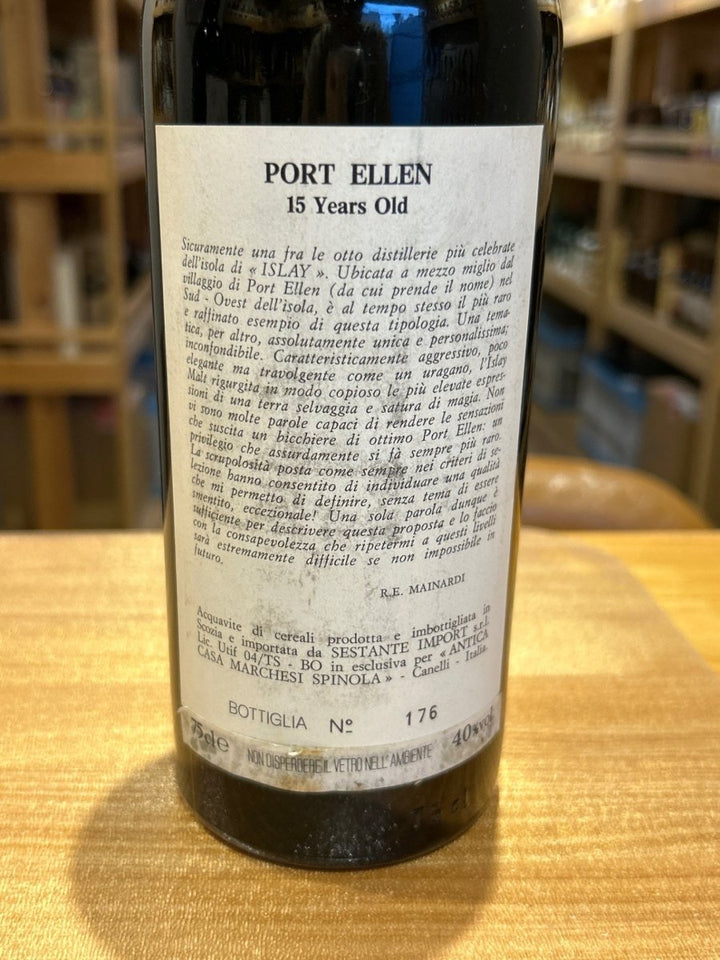 PORT ELLEN
15 Years Old
Sicuramente una fra le otto distillerie più celebrate
dell'isola di « ISLAY ». Ubicata a mezzo miglio dal
villaggio di Port Ellen (da cui prende il nome) nel
Sud - Ovest dell'isola, è al tempo stesso il più raro
e raffinato esempio di questa tipologia. Una tema-
tica, per altro, assolutamente unica e personalissima;
inconfondibile. Caratteristicamente aggressivo, poco
elegante ma travolgente come un uragano, l'Islay
Malt rigurgita in modo copioso le più elevate espres-
sioni di una terra selvaggia e satura di magia. Non
vi sono molte parole capaci di rendere le sensazioni
che suscita un bicchiere di ottimo Port Ellen: un
privilegio che assurdamente si fà sempre più raro.
La scrupolosità posta come sempre nei criteri di se-
lezione hanno consentito di individuare una qualità
che mi permetto di definire, senza tema di essere
smentito, eccezionale! Una sola parola dunque è
sufficiente per descrivere questa proposta e lo faccio
con la consapevolezza che ripetermi a questi livelli
sarà estremamente difficile se non impossibile in
futuro.
R.E. MAINARDI
Acquavite di cereali prodotta e imbottigliata in
Scozia e importata da SESTANTE IMPORT s.r.l.
Lic. Utif 04/TS - BO in esclusiva per « ANTICA
CASA MARCHESI SPINOLA » - Canelli - Italia.
BOTTIGLIA Nº 176
75cl e NON DISPERDERE IL VETRO NELL'AMBIENTE 40%vol